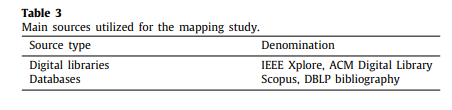 Table 3
Main sources utilized for the mapping study.
Source type Denomination
Digital libraries IEEE Xplore, ACM Digital Library
Databases Scopus, DBLP bibliography